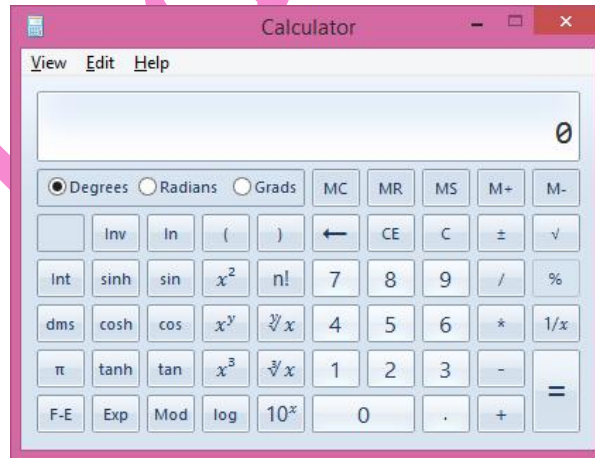 Calculator
View Edit Help
0
Degrees Radians Grads MC MR MS M+ M-
Inv In ( ) ← CE C ± √
Int sinh sin x² n! 7 8 9 / %
dms cosh cos xʸ ʸ√x 4 5 6 * 1/x
π tanh tan x³ ∛x 1 2 3 - =
F-E Exp Mod log 10ˣ 0 . +